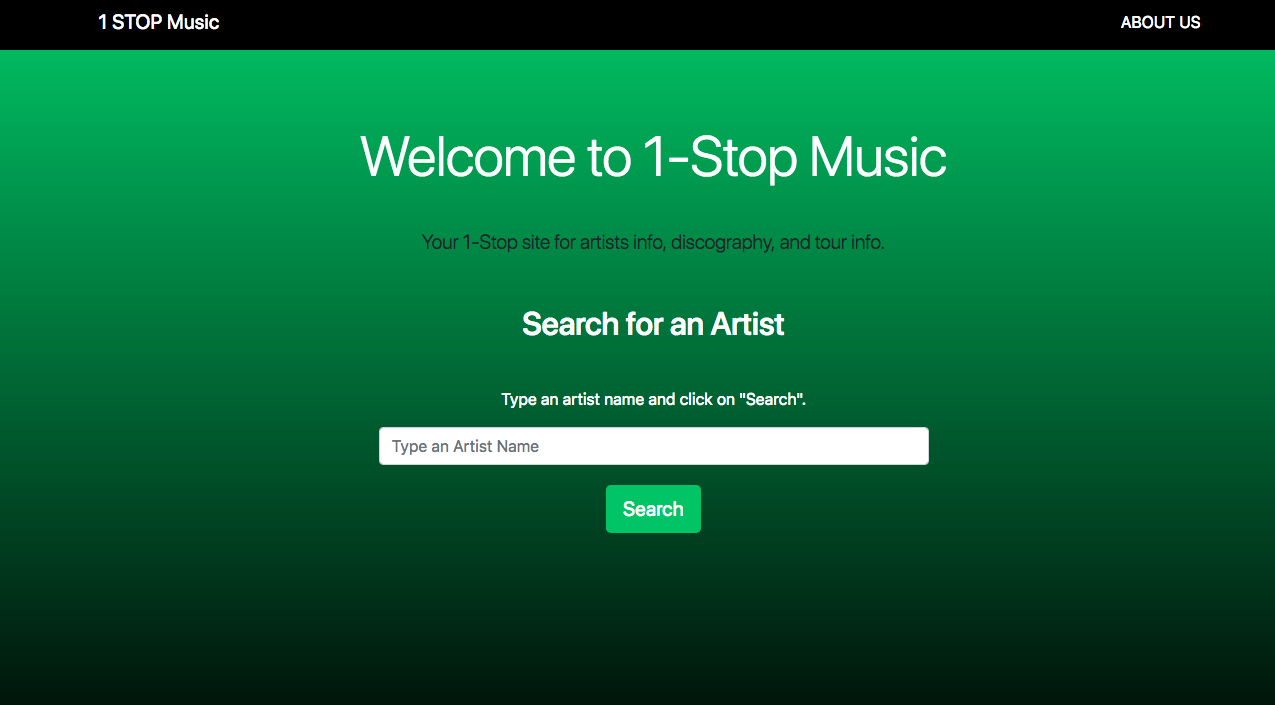 1 STOP Music
ABOUT US
Welcome to 1-Stop Music
Your 1-Stop site for artists info, discography, and tour info.
Search for an Artist
Type an artist name and click on "Search".
Type an Artist Name
Search